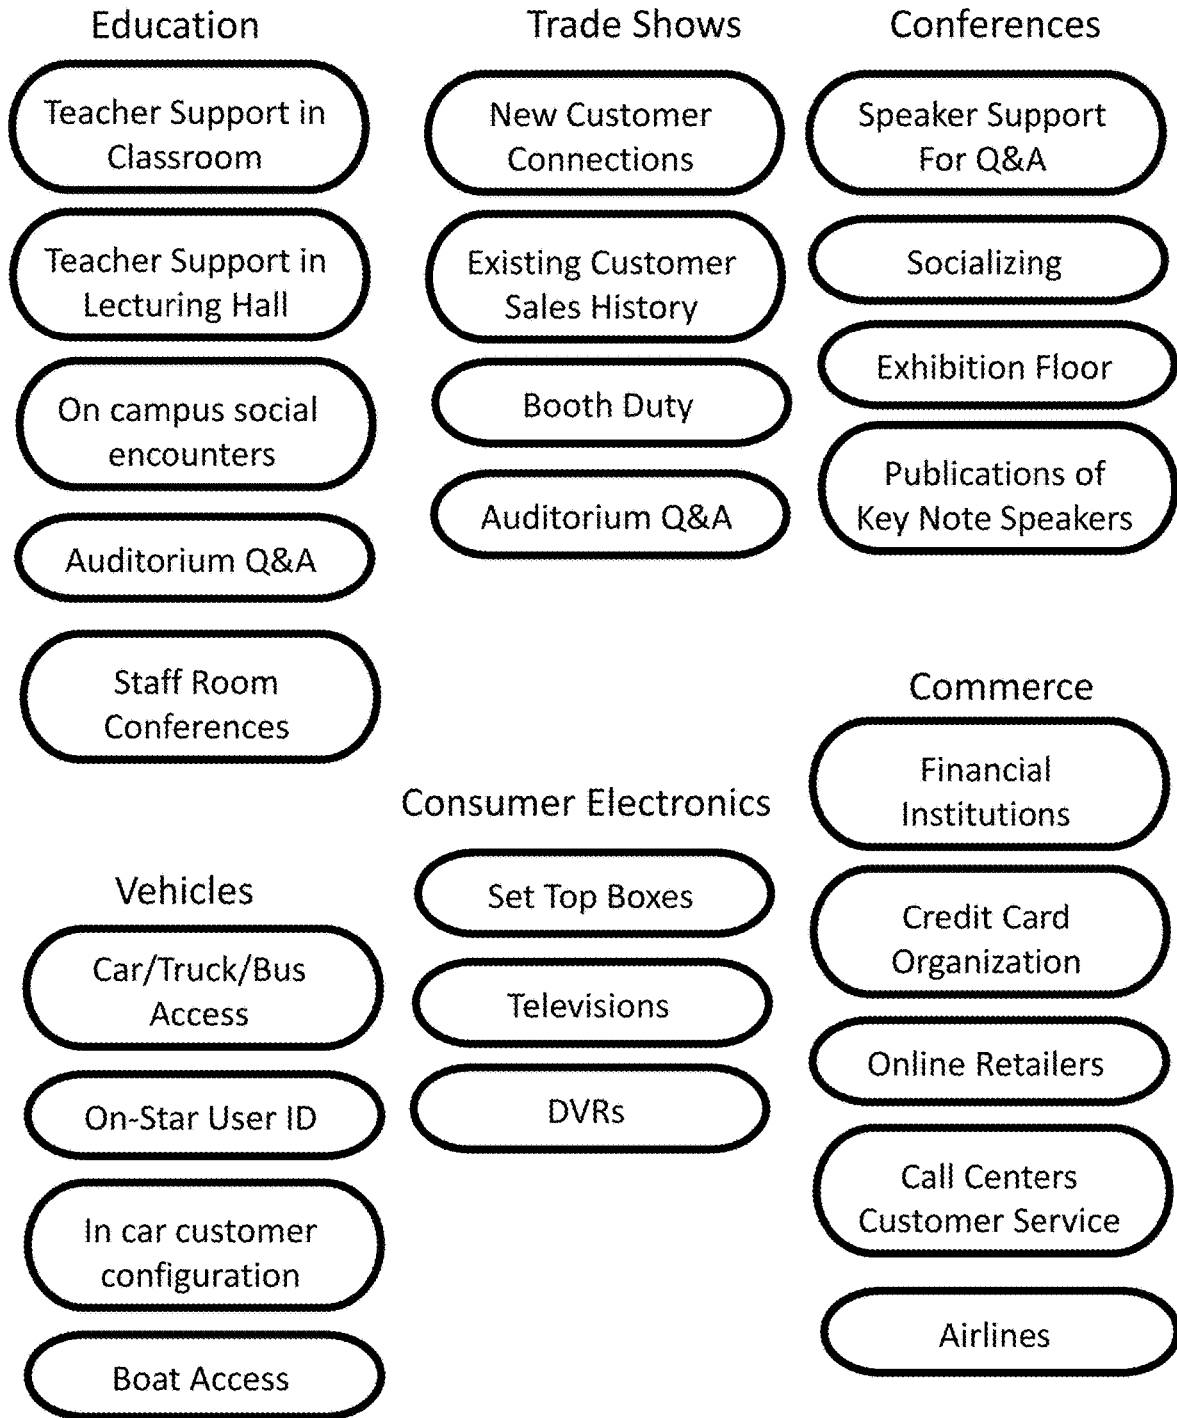 Education
Teacher Support in
Classroom
Teacher Support in
Lecturing Hall
On campus social
encounters
Auditorium Q&A
Staff Room
Conferences
Trade Shows
New Customer
Connections
Existing Customer
Sales History
Booth Duty
Auditorium Q&A
Conferences
Speaker Support
For Q&A
Socializing
Exhibition Floor
Publications of
Key Note Speakers
Vehicles
Car/Truck/Bus
Access
On-Star User ID
In car customer
configuration
Boat Access
Consumer Electronics
Set Top Boxes
Televisions
DVRs
Commerce
Financial
Institutions
Credit Card
Organization
Online Retailers
Call Centers
Customer Service
Airlines